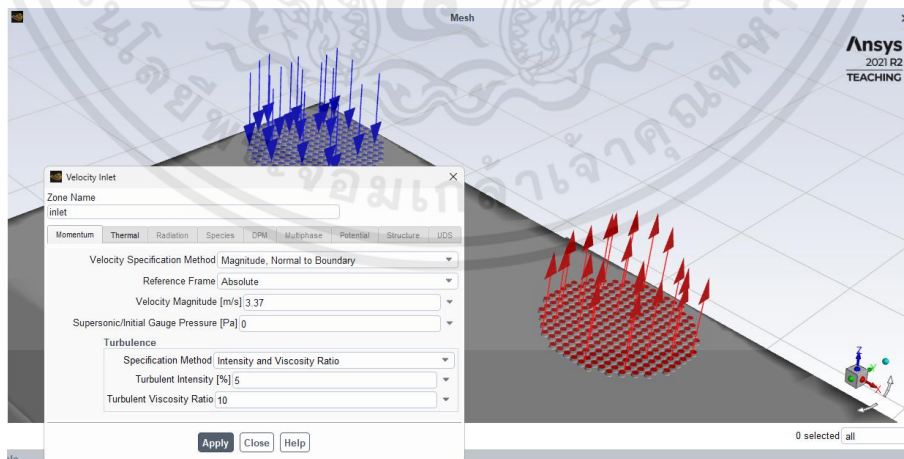 Mesh
Ansys
2021 R2
TEACHING
Velocity Inlet
Zone Name
inlet
Momentum Thermal Radiation Species DPM Multiphase Potential Structure UDS
Velocity Specification Method Magnitude, Normal to Boundary
Reference Frame Absolute
Velocity Magnitude [m/s] 3.37
Supersonic/Initial Gauge Pressure [Pa] 0
Turbulence
Specification Method Intensity and Viscosity Ratio
Turbulent Intensity [%] 5
Turbulent Viscosity Ratio 10
Apply Close Help
Z
Y
X
0 selected all